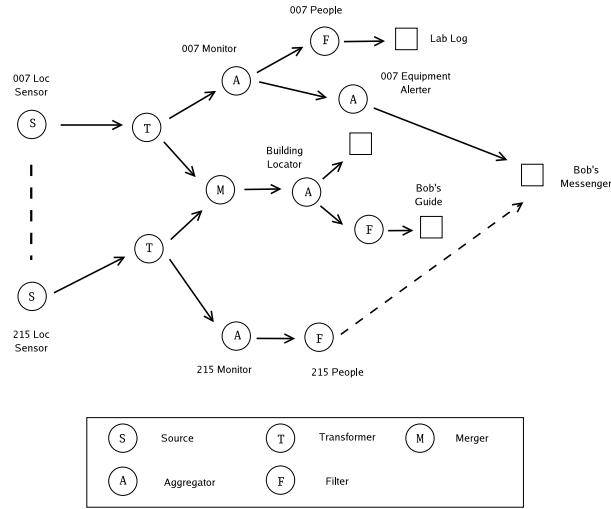 007 People
F
Lab Log
007 Monitor
A
007 Equipment
Alerter
A
007 Loc
Sensor
S
T
Building
Locator
M
A
Bob's
Messenger
Bob's
Guide
F
T
S
215 Loc
Sensor
A
F
215 Monitor
215 People
S Source
T Transformer
M Merger
A Aggregator
F Filter